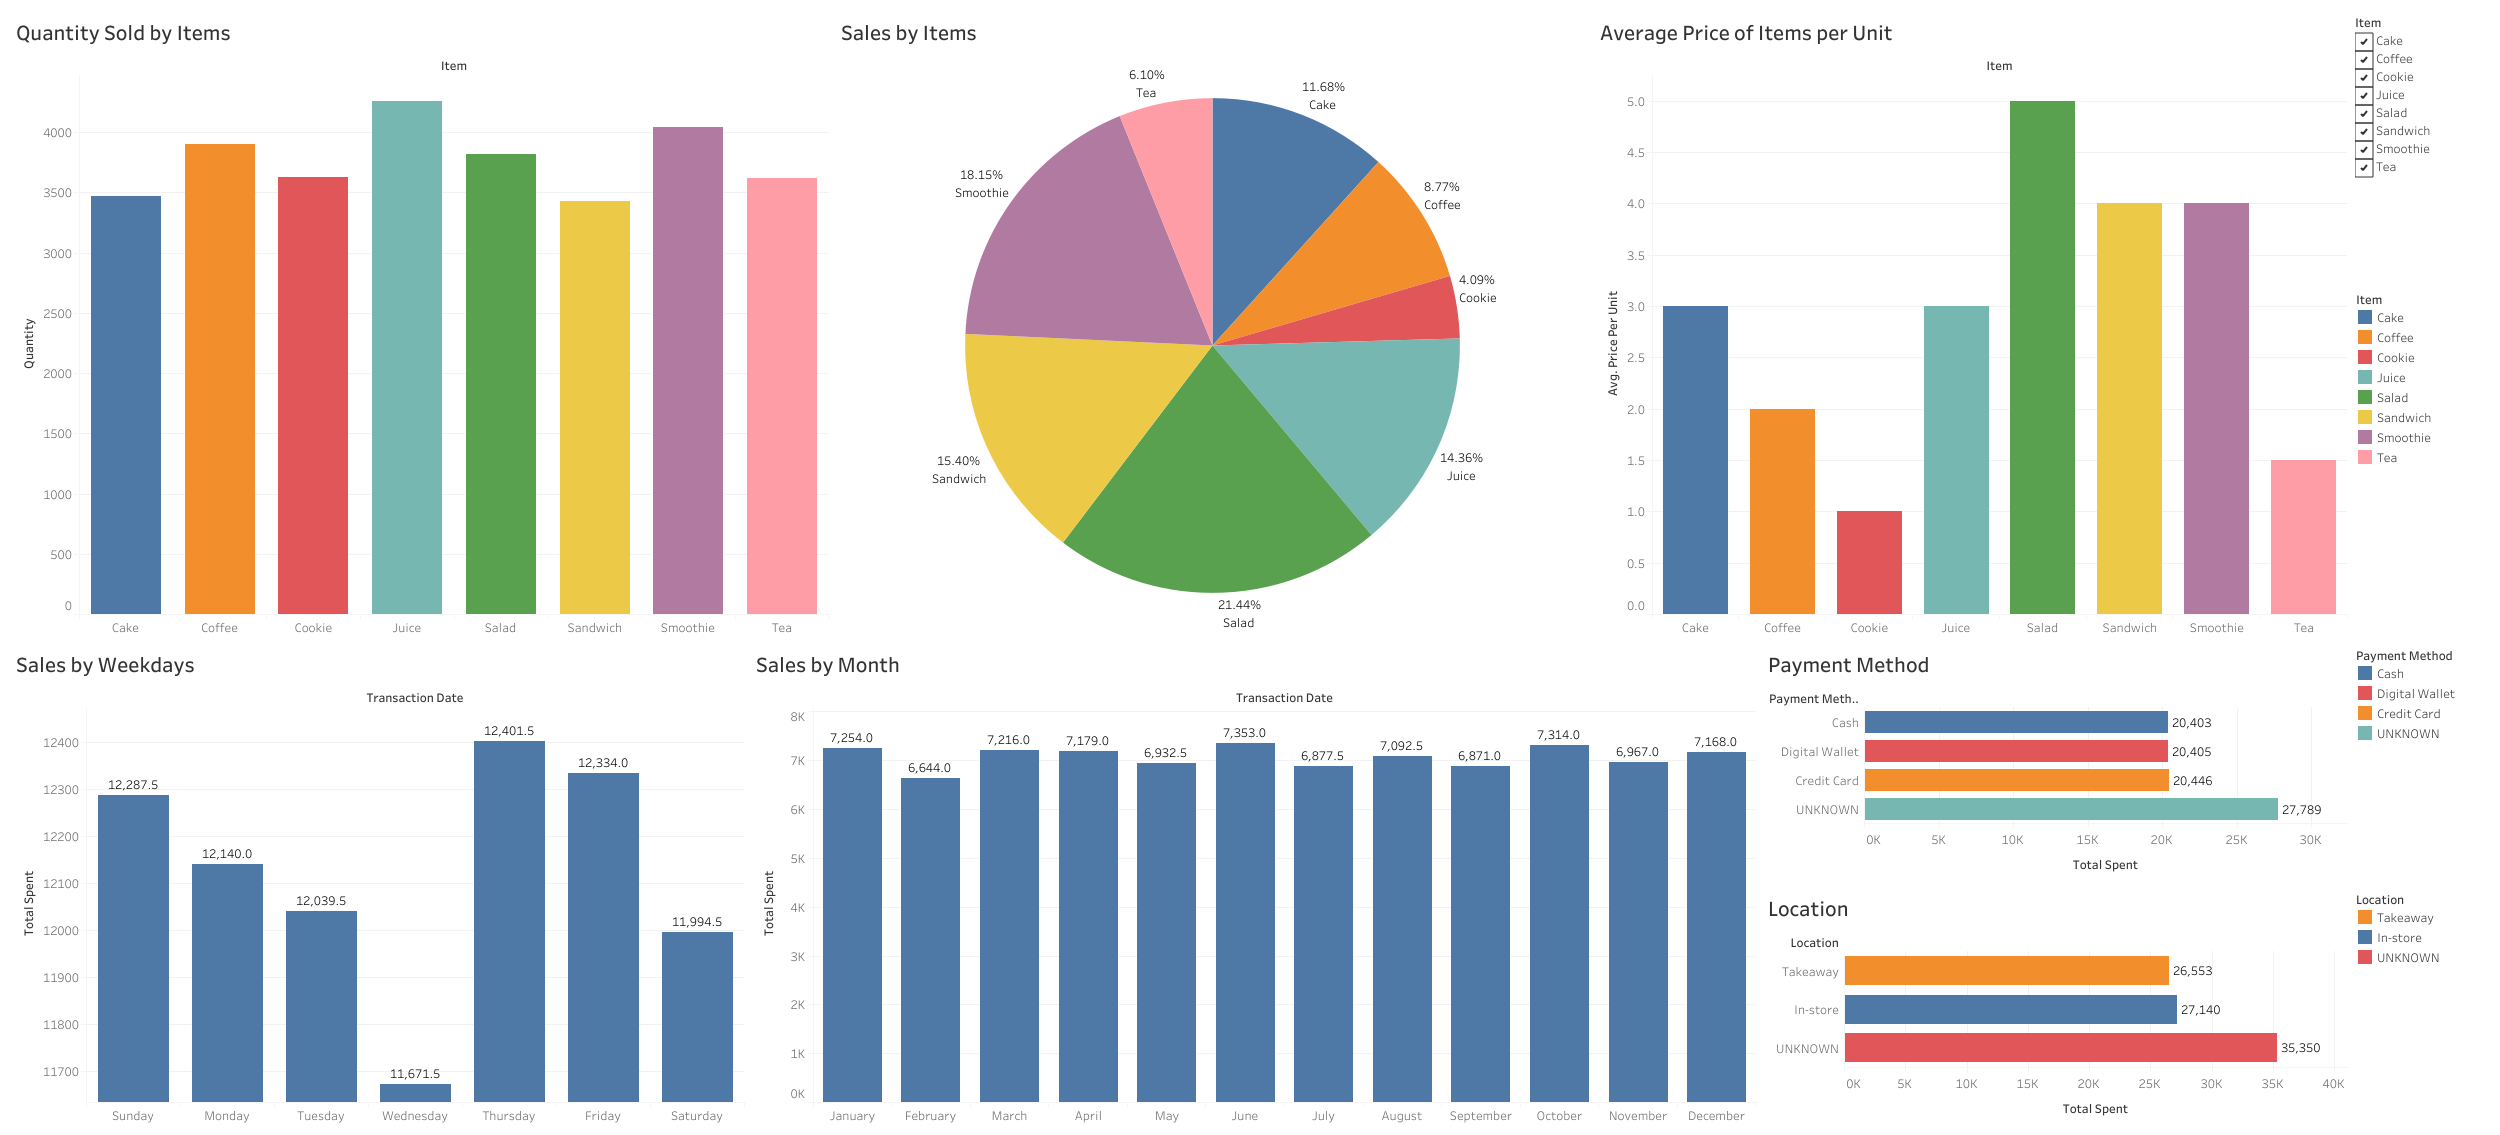 Quantity Sold by Items
Item
Quantity
4000
3500
3000
2500
2000
1500
1000
500
0
Cake Coffee Cookie Juice Salad Sandwich Smoothie Tea
Sales by Items
6.10%
Tea
11.68%
Cake
8.77%
Coffee
4.09%
Cookie
14.36%
Juice
21.44%
Salad
15.40%
Sandwich
18.15%
Smoothie
Average Price of Items per Unit
Item
Avg. Price Per Unit
5.0
4.5
4.0
3.5
3.0
2.5
2.0
1.5
1.0
0.5
0.0
Cake Coffee Cookie Juice Salad Sandwich Smoothie Tea
Item
Cake
Coffee
Cookie
Juice
Salad
Sandwich
Smoothie
Tea
Item
Cake
Coffee
Cookie
Juice
Salad
Sandwich
Smoothie
Tea
Sales by Weekdays
Transaction Date
Total Spent
12400
12300
12200
12100
12000
11900
11800
11700
12,287.5
12,140.0
12,039.5
11,671.5
12,401.5
12,334.0
11,994.5
Sunday Monday Tuesday Wednesday Thursday Friday Saturday
Sales by Month
Transaction Date
Total Spent
8K
7K
6K
5K
4K
3K
2K
1K
0K
7,254.0
6,644.0
7,216.0
7,179.0
6,932.5
7,353.0
6,877.5
7,092.5
6,871.0
7,314.0
6,967.0
7,168.0
January February March April May June July August September October November December
Payment Method
Payment Meth..
Cash 20,403
Digital Wallet 20,405
Credit Card 20,446
UNKNOWN 27,789
0K 5K 10K 15K 20K 25K 30K
Total Spent
Payment Method
Cash
Digital Wallet
Credit Card
UNKNOWN
Location
Location
Takeaway 26,553
In-store 27,140
UNKNOWN 35,350
0K 5K 10K 15K 20K 25K 30K 35K 40K
Total Spent
Location
Takeaway
In-store
UNKNOWN